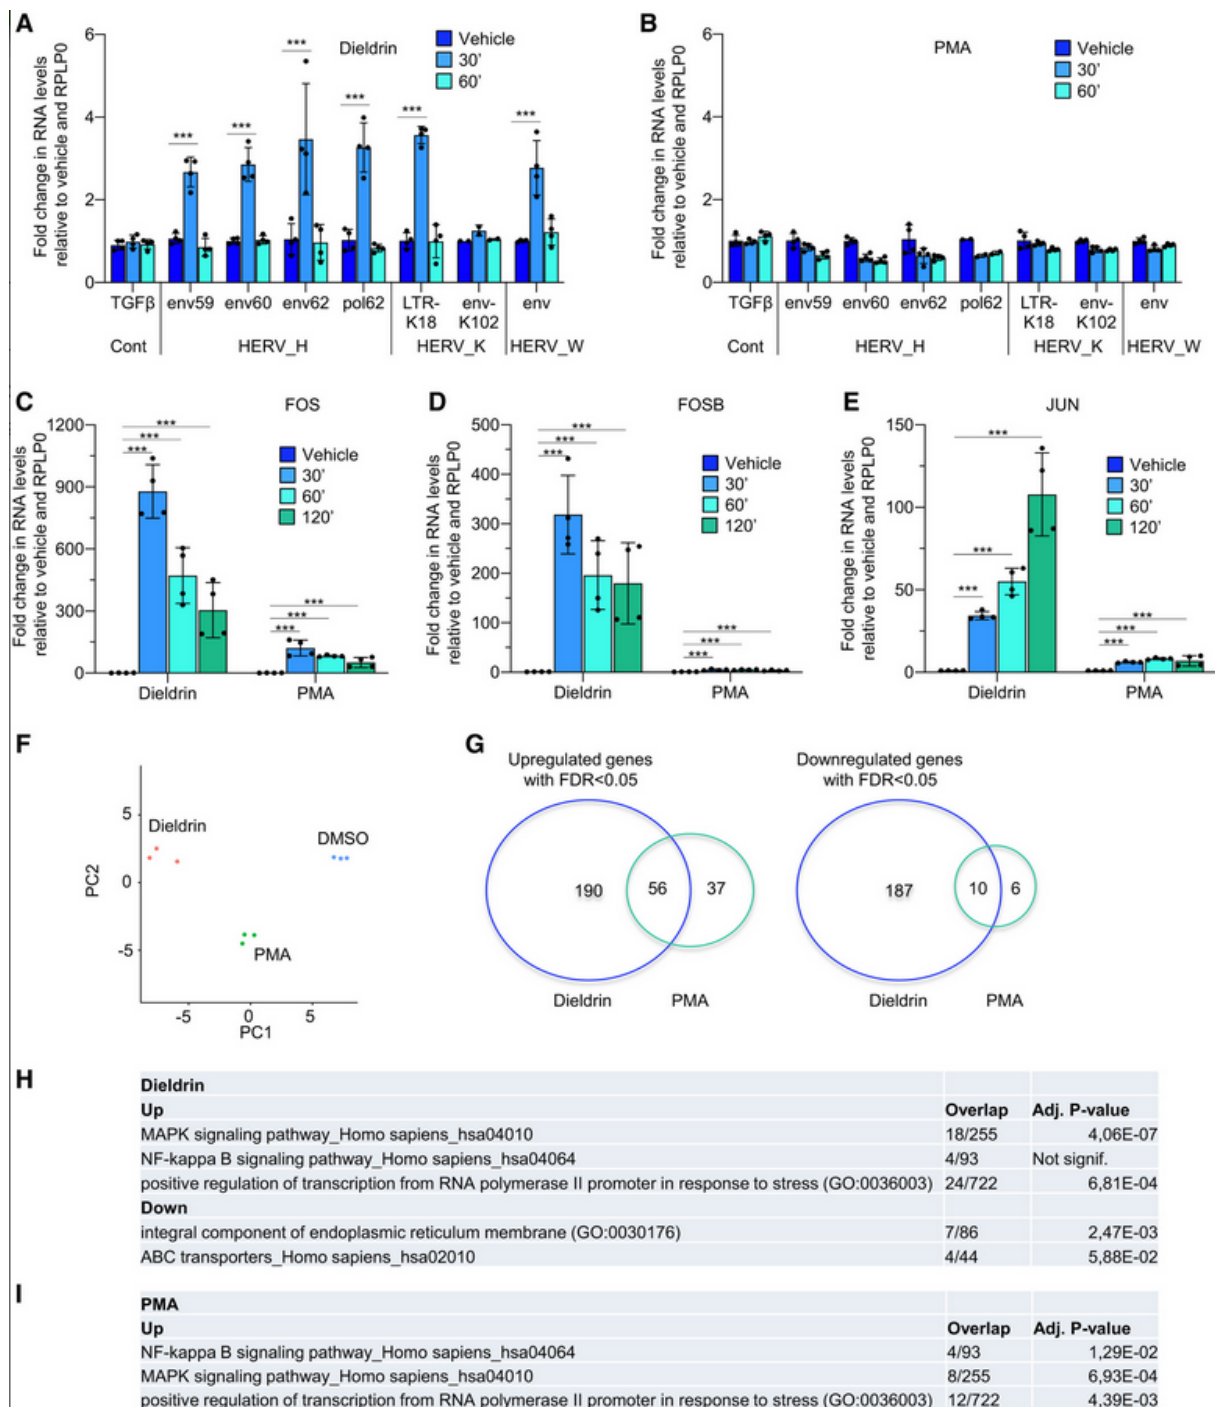 A
Fold change in RNA levels
relative to vehicle and RPLP0
6
4
2
0
Dieldrin
Vehicle
30'
60'
***
***
***
***
***
***
TGFβ env59 env60 env62 pol62 LTR-K18 env-K102 env
Cont HERV_H HERV_K HERV_W
B
Fold change in RNA levels
relative to vehicle and RPLP0
6
4
2
0
PMA
Vehicle
30'
60'
TGFβ env59 env60 env62 pol62 LTR-K18 env-K102 env
Cont HERV_H HERV_K HERV_W
C
FOS
Fold change in RNA levels
relative to vehicle and RPLP0
1200
900
600
300
0
***
***
***
***
***
***
Vehicle
30'
60'
120'
Dieldrin PMA
D
FOSB
Fold change in RNA levels
relative to vehicle and RPLP0
500
400
300
200
100
0
***
***
***
***
***
***
Vehicle
30'
60'
120'
Dieldrin PMA
E
JUN
Fold change in RNA levels
relative to vehicle and RPLP0
150
100
50
0
***
***
***
***
***
***
Vehicle
30'
60'
120'
Dieldrin PMA
F
PC2
5
0
-5
Dieldrin
DMSO
PMA
-5 0 5
PC1
G
Upregulated genes
with FDR<0.05
190 56 37
Dieldrin PMA
Downregulated genes
with FDR<0.05
187 10 6
Dieldrin PMA
H
Dieldrin
Up Overlap Adj. P-value
MAPK signaling pathway_Homo sapiens_hsa04010 18/255 4,06E-07
NF-kappa B signaling pathway_Homo sapiens_hsa04064 4/93 Not signif.
positive regulation of transcription from RNA polymerase II promoter in response to stress (GO:0036003) 24/722 6,81E-04
Down
integral component of endoplasmic reticulum membrane (GO:0030176) 7/86 2,47E-03
ABC transporters_Homo sapiens_hsa02010 4/44 5,88E-02
I
PMA
Up Overlap Adj. P-value
NF-kappa B signaling pathway_Homo sapiens_hsa04064 4/93 1,29E-02
MAPK signaling pathway_Homo sapiens_hsa04010 8/255 6,93E-04
positive regulation of transcription from RNA polymerase II promoter in response to stress (GO:0036003) 12/722 4,39E-03